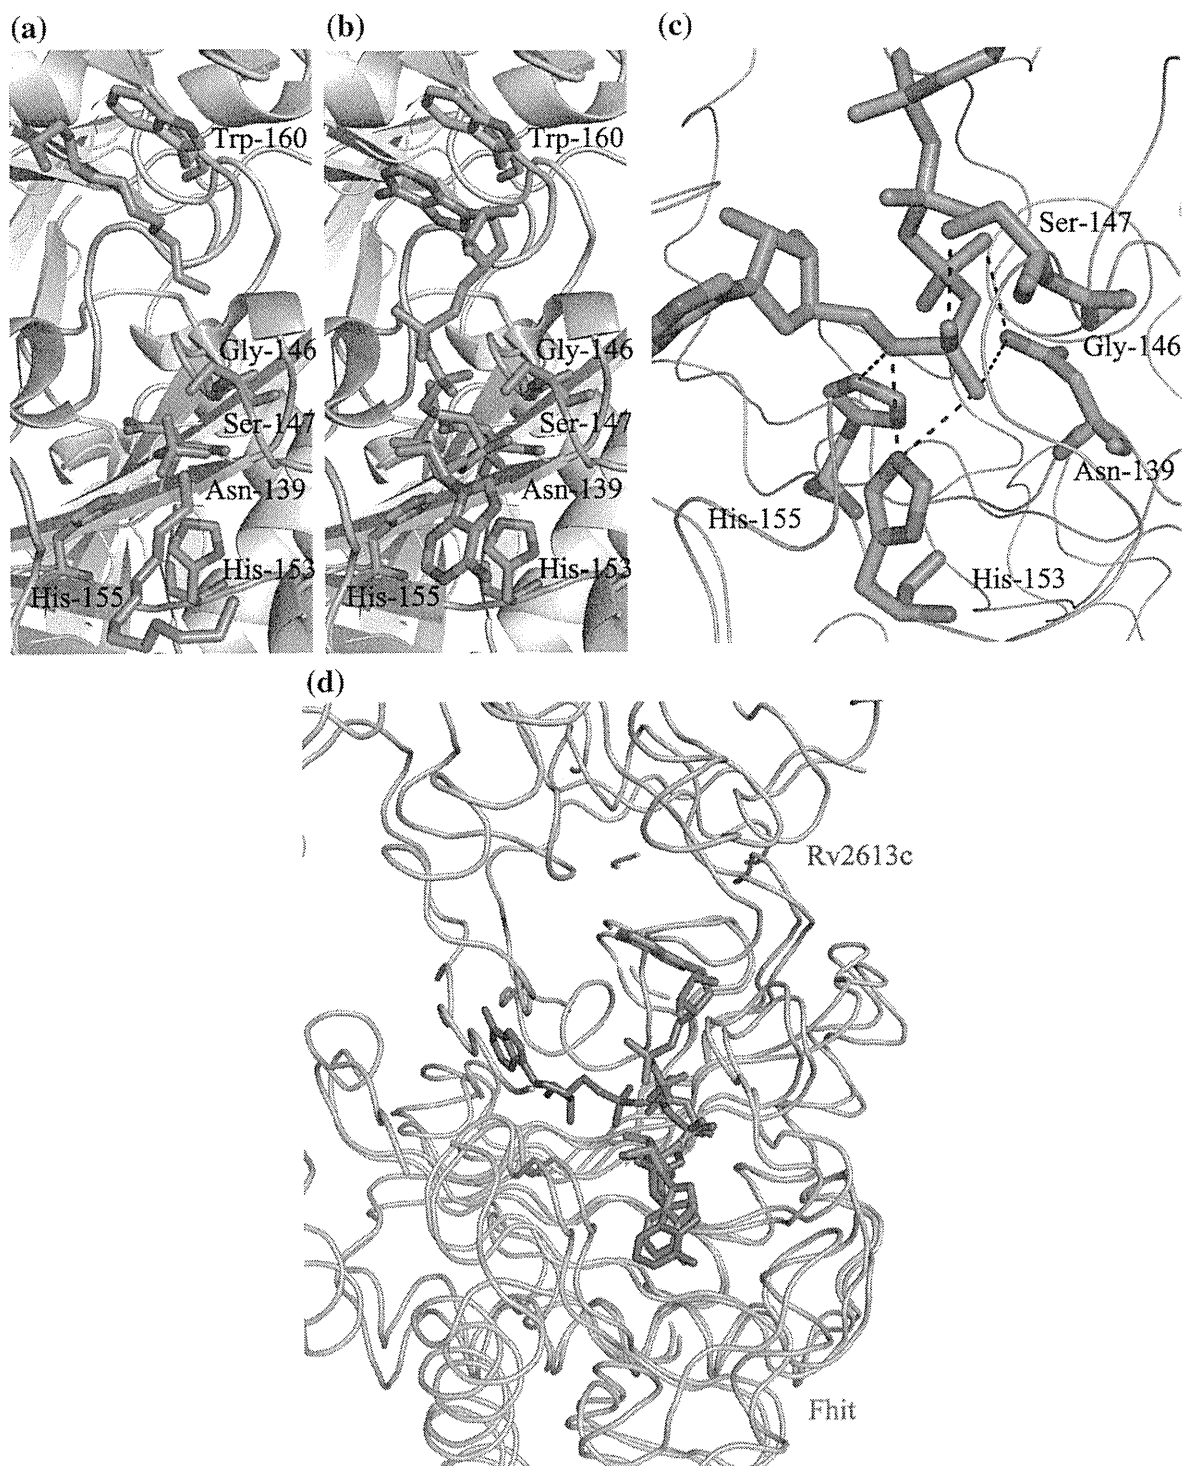 (a)
(b)
(c)
Trp-160
Gly-146
Ser-147
Asn-139
His-153
His-155
Trp-160
Gly-146
Ser-147
Asn-139
His-153
His-155
Ser-147
Gly-146
Asn-139
His-155
His-153
(d)
Rv2613c
Fhit